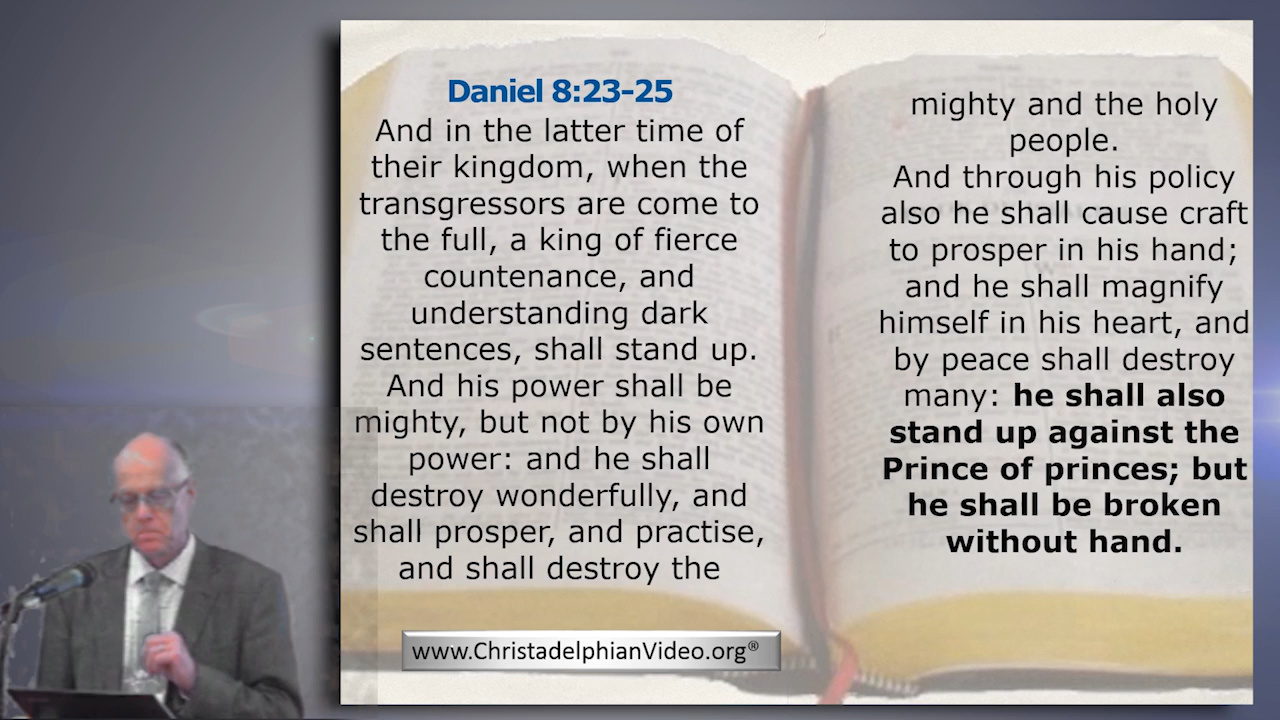 Daniel 8:23-25
And in the latter time of
their kingdom, when the
transgressors are come to
the full, a king of fierce
countenance, and
understanding dark
sentences, shall stand up.
And his power shall be
mighty, but not by his own
power: and he shall
destroy wonderfully, and
shall prosper, and practise,
and shall destroy the
mighty and the holy
people.
And through his policy
also he shall cause craft
to prosper in his hand;
and he shall magnify
himself in his heart, and
by peace shall destroy
many: he shall also
stand up against the
Prince of princes; but
he shall be broken
without hand.
www.ChristadelphianVideo.org®